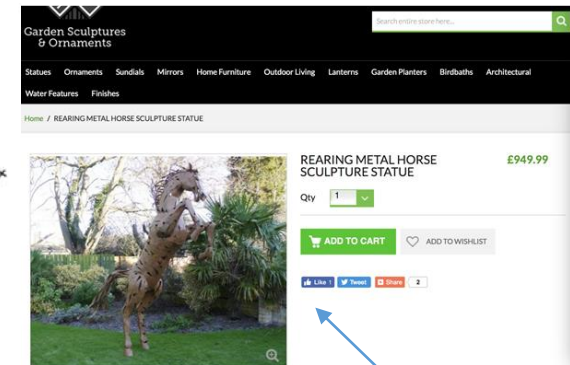 Garden Sculptures
& Ornaments
Search entire store here...
Statues Ornaments Sundials Mirrors Home Furniture Outdoor Living Lanterns Garden Planters Birdbaths Architectural
Water Features Finishes
Home / REARING METAL HORSE SCULPTURE STATUE
REARING METAL HORSE
SCULPTURE STATUE
£949.99
Qty 1
ADD TO CART ADD TO WISHLIST
Like 1 Tweet Share 2